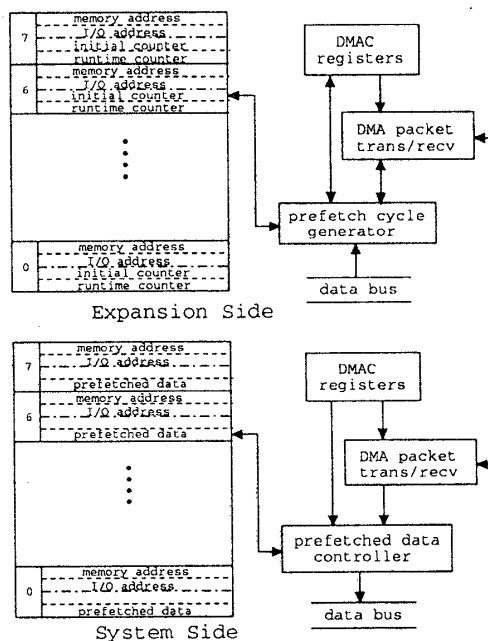 7
memory address
I/O address
initial counter
runtime counter
6
memory address
I/O address
initial counter
runtime counter
0
memory address
I/O address
initial counter
runtime counter
DMAC
registers
DMA packet
trans/recv
prefetch cycle
generator
data bus
Expansion Side
7
memory address
I/O address
prefetched data
6
memory address
I/O address
prefetched data
0
memory address
I/O address
prefetched data
DMAC
registers
DMA packet
trans/recv
prefetched data
controller
data bus
System Side